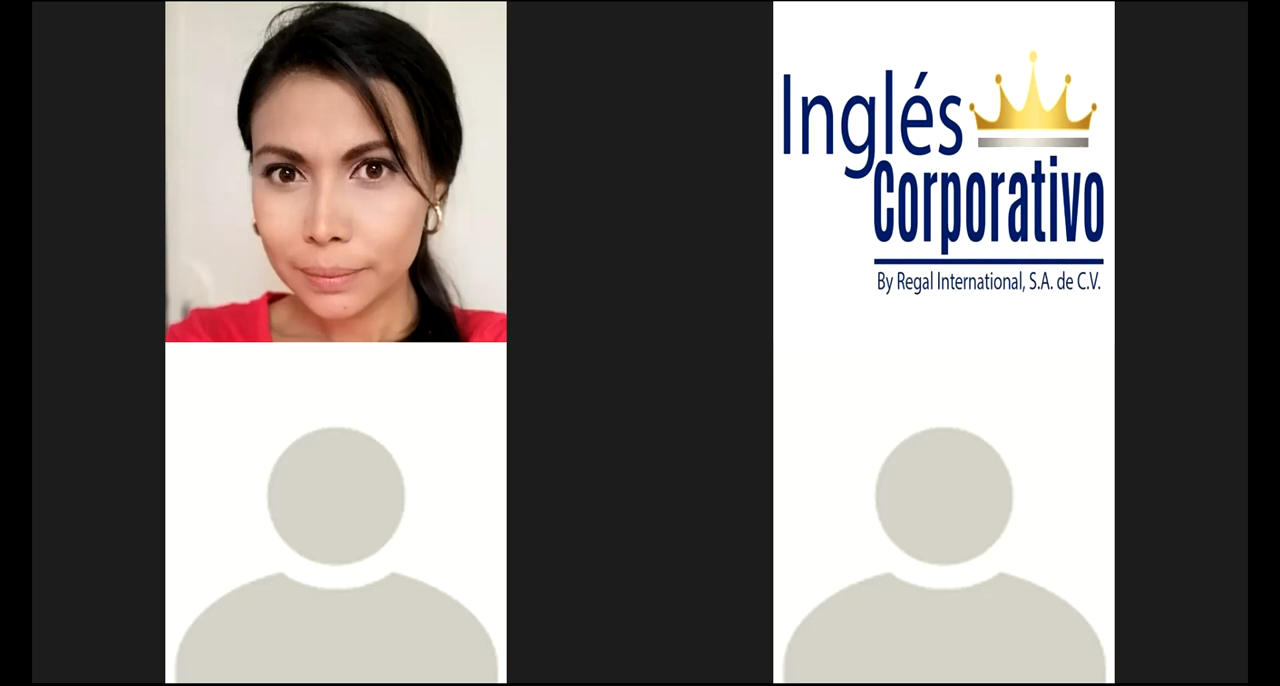 Inglés
Corporativo
By Regal International, S.A. de C.V.